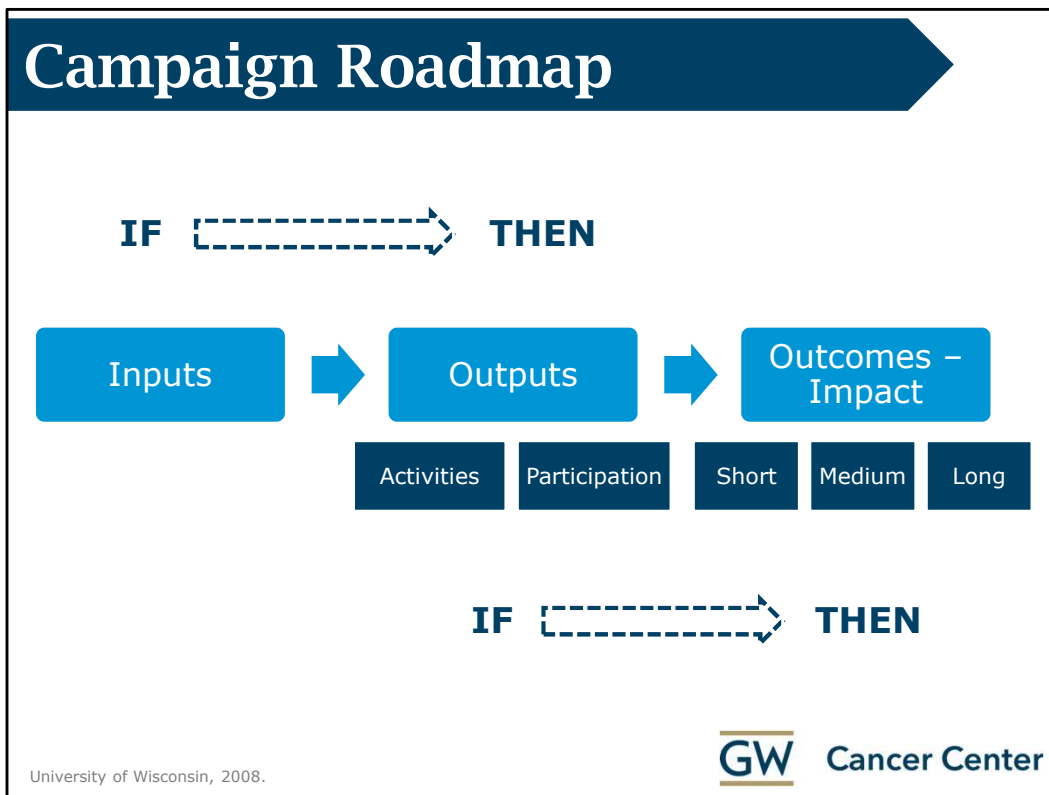 Campaign Roadmap
IF THEN
Inputs
Outputs
Outcomes –
Impact
Activities
Participation
Short
Medium
Long
IF THEN
University of Wisconsin, 2008.
GW Cancer Center